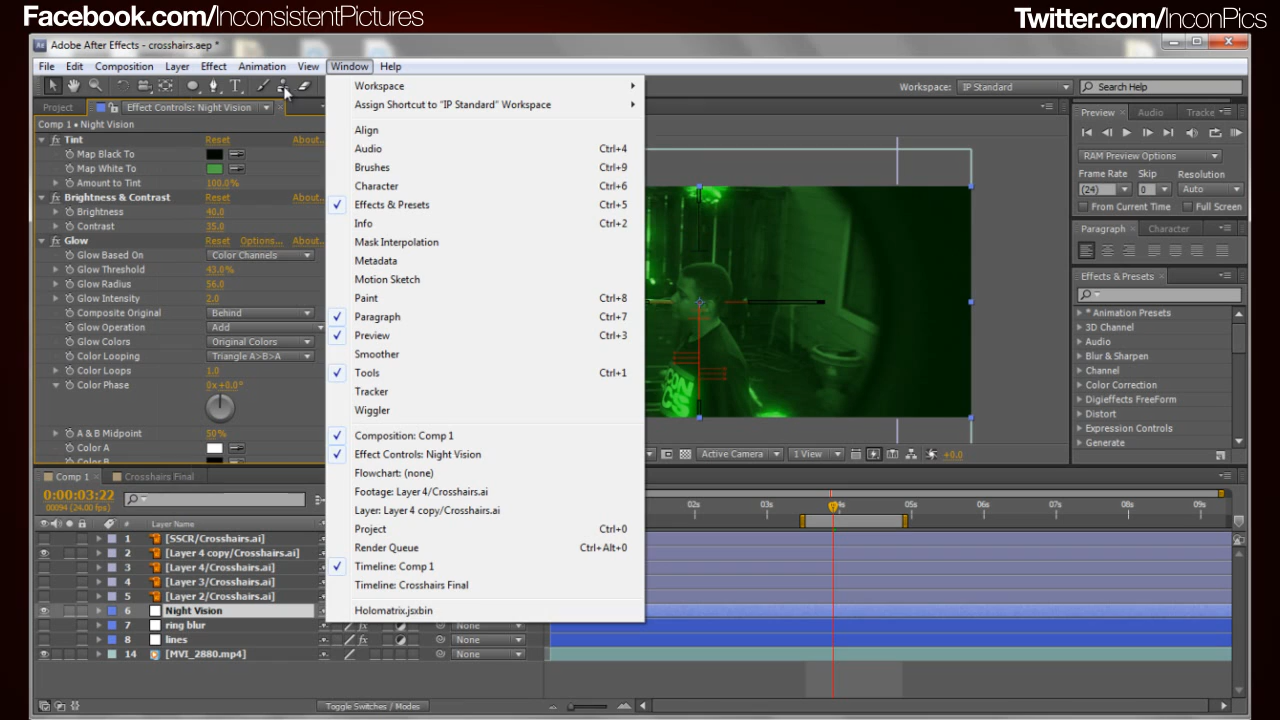 Facebook.com/InconsistentPictures
Twitter.com/InconPics
Adobe After Effects - crosshairs.aep *
File Edit Composition Layer Effect Animation View Window Help
Workspace: IP Standard
Search Help
Project
Effect Controls: Night Vision
Comp 1 • Night Vision
Tint Reset About...
Map Black To
Map White To
Amount to Tint 100.0%
Brightness & Contrast Reset About...
Brightness 40.0
Contrast 35.0
Glow Reset Options... About...
Glow Based On Color Channels
Glow Threshold 43.0%
Glow Radius 56.0
Glow Intensity 2.0
Composite Original Behind
Glow Operation Add
Glow Colors Original Colors
Color Looping Triangle A>B>A
Color Loops 1.0
Color Phase 0x+0.0°
A & B Midpoint 50%
Color A
Workspace
Assign Shortcut to "IP Standard" Workspace
Align
Audio Ctrl+4
Brushes Ctrl+9
Character Ctrl+6
Effects & Presets Ctrl+5
Info Ctrl+2
Mask Interpolation
Metadata
Motion Sketch
Paint Ctrl+8
Paragraph Ctrl+7
Preview Ctrl+3
Smoother
Tools Ctrl+1
Tracker
Wiggler
Composition: Comp 1
Effect Controls: Night Vision
Flowchart: (none)
Footage: Layer 4/Crosshairs.ai
Layer: Layer 4 copy/Crosshairs.ai
Project Ctrl+0
Render Queue Ctrl+Alt+0
Timeline: Comp 1
Timeline: Crosshairs Final
Holomatrix.jsxbin
Active Camera 1 View +0.0
Preview Audio Tracke
RAM Preview Options
Frame Rate Skip Resolution
(24) 0 Auto
From Current Time Full Screen
Paragraph Character
Effects & Presets
* Animation Presets
3D Channel
Audio
Blur & Sharpen
Channel
Color Correction
Digieffects FreeForm
Distort
Expression Controls
Generate
Comp 1 Crosshairs Final
0:00:03:22
00094 (24.00 fps)
# Layer Name
02s 03s 04s 05s 06s 07s 08s 09s
1 [SSCR/Crosshairs.ai]
2 [Layer 4 copy/Crosshairs.ai]
3 [Layer 4/Crosshairs.ai]
4 [Layer 3/Crosshairs.ai]
5 [Layer 2/Crosshairs.ai]
6 Night Vision
7 ring blur None
8 lines None
14 [MVI_2880.mp4] None
Toggle Switches / Modes